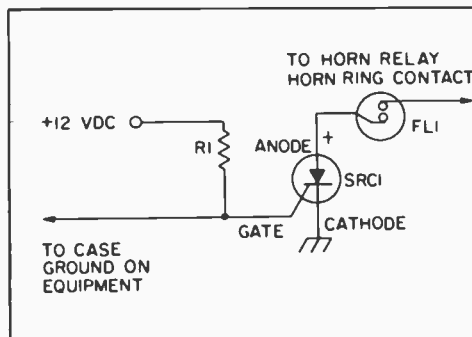 TO HORN RELAY
HORN RING CONTACT
+12 VDC
FL1
R1
ANODE
+
SRC1
CATHODE
GATE
TO CASE
GROUND ON
EQUIPMENT